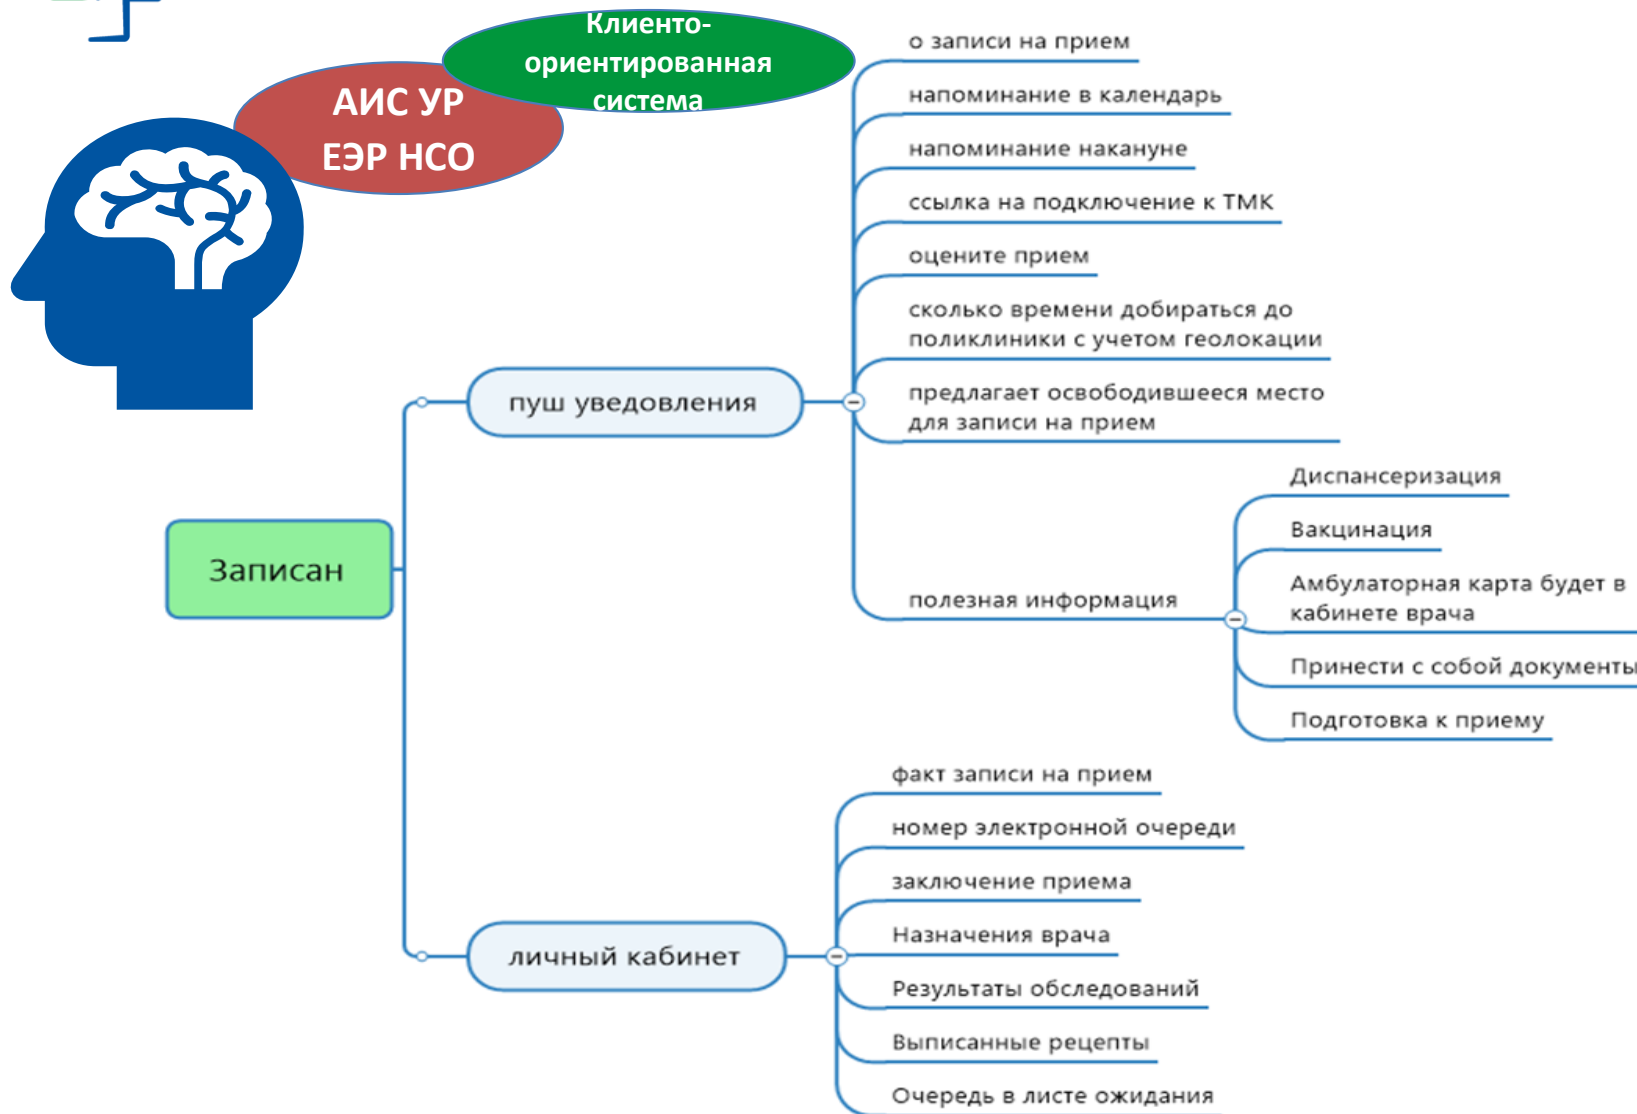 Клиенто-
ориентированная
система
АИС УР
ЕЭР НСО
Записан
пуш уведовления
о записи на прием
напоминание в календарь
напоминание накануне
ссылка на подключение к ТМК
оцените прием
сколько времени добираться до
поликлиники с учетом геолокации
предлагает освободившееся место
для записи на прием
полезная информация
Диспансеризация
Вакцинация
Амбулаторная карта будет в
кабинете врача
Принести с собой документы
Подготовка к приему
личный кабинет
факт записи на прием
номер электронной очереди
заключение приема
Назначения врача
Результаты обследований
Выписанные рецепты
Очередь в листе ожидания